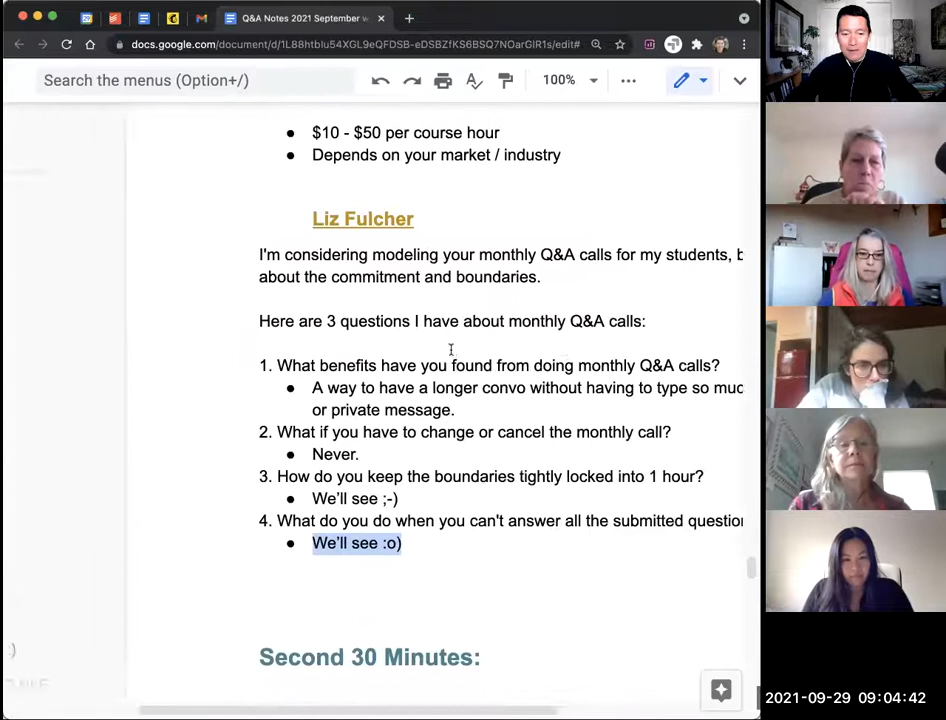 Q&A Notes 2021 September w
docs.google.com/document/d/1L88htbIu54XGL9eQFDSB-eDSBZfKS6BSQ7NOarGlR1s/edit#
Search the menus (Option+/)
100%
● $10 - $50 per course hour
● Depends on your market / industry
Liz Fulcher
I'm considering modeling your monthly Q&A calls for my students, b
about the commitment and boundaries.
Here are 3 questions I have about monthly Q&A calls:
1. What benefits have you found from doing monthly Q&A calls?
● A way to have a longer convo without having to type so muc
or private message.
2. What if you have to change or cancel the monthly call?
● Never.
3. How do you keep the boundaries tightly locked into 1 hour?
● We'll see ;-)
4. What do you do when you can't answer all the submitted question
● We'll see :o)
Second 30 Minutes:
2021-09-29 09:04:42